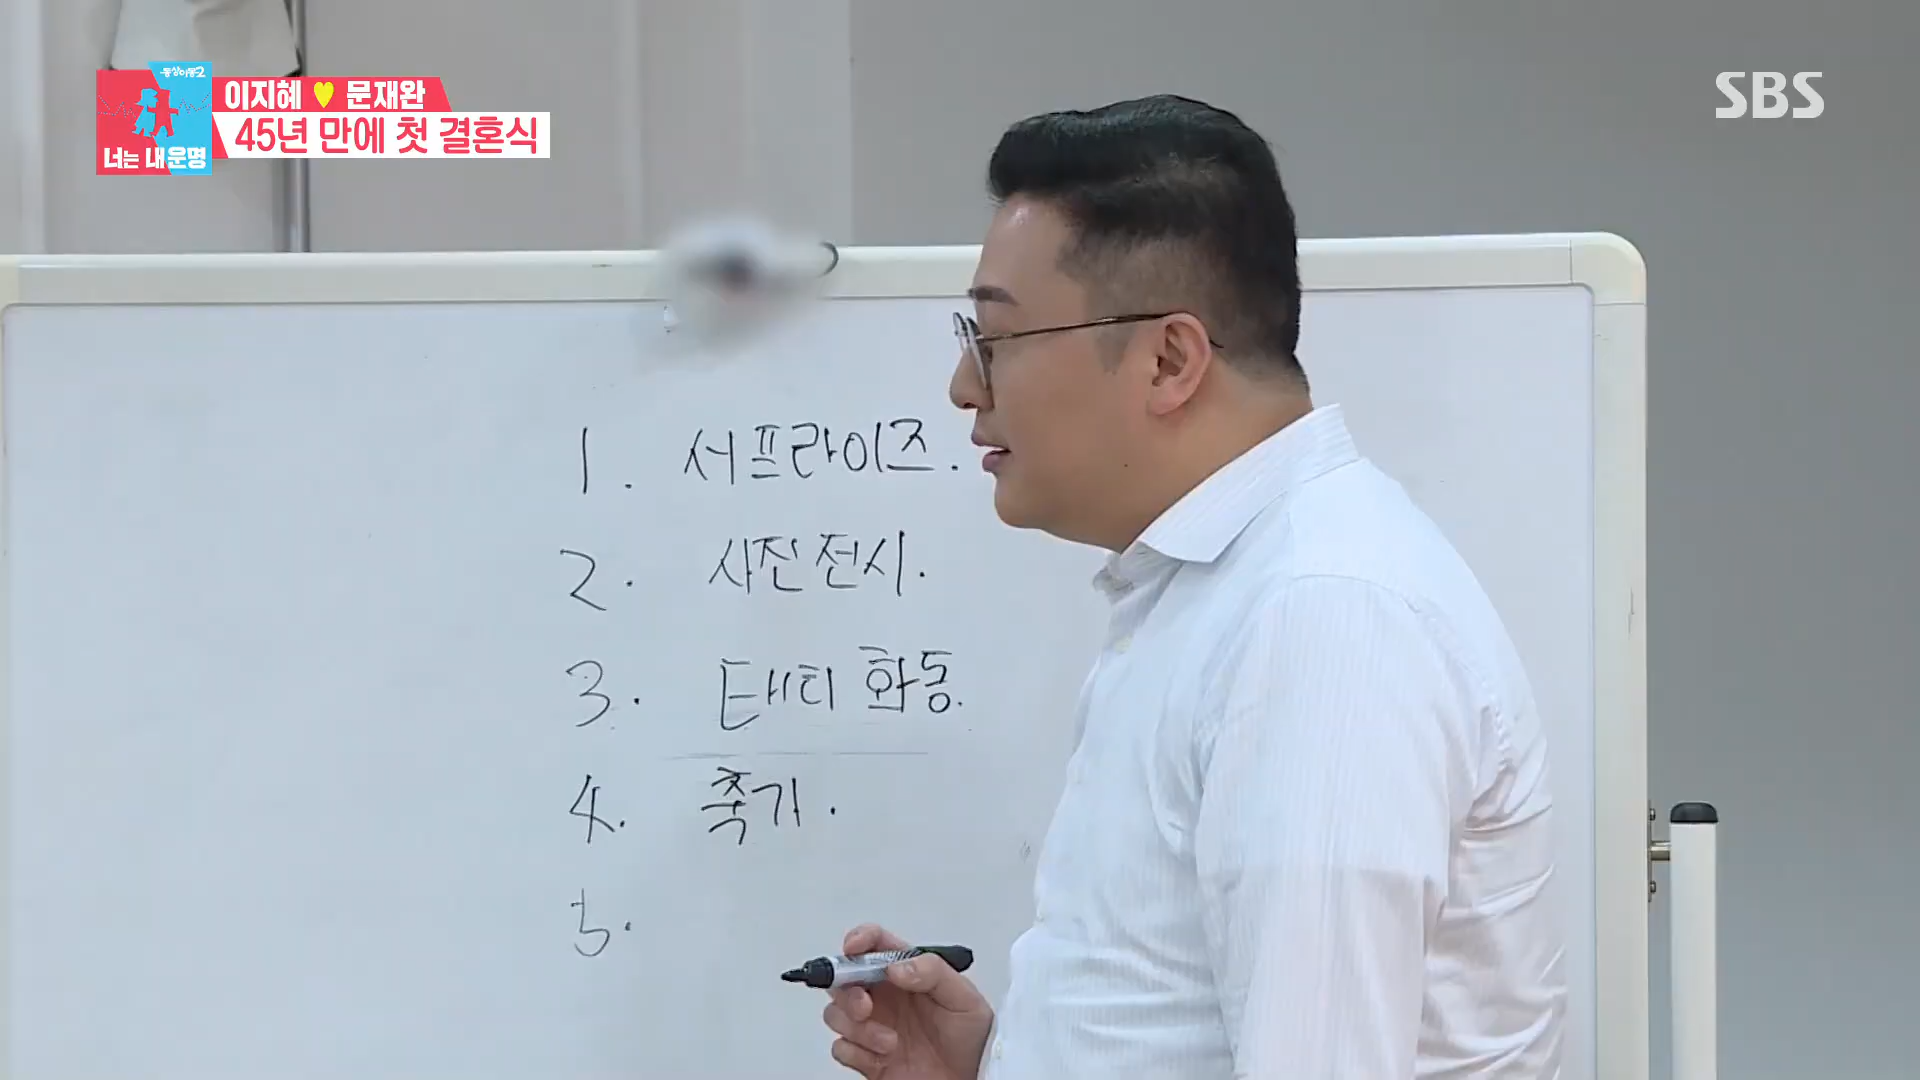 동상이몽2
너는 내 운명
이지혜 ♥ 문재완
45년 만에 첫 결혼식
SBS
1. 서프라이즈.
2. 사진전시.
3. 태티 화동.
4. 축가.
5.